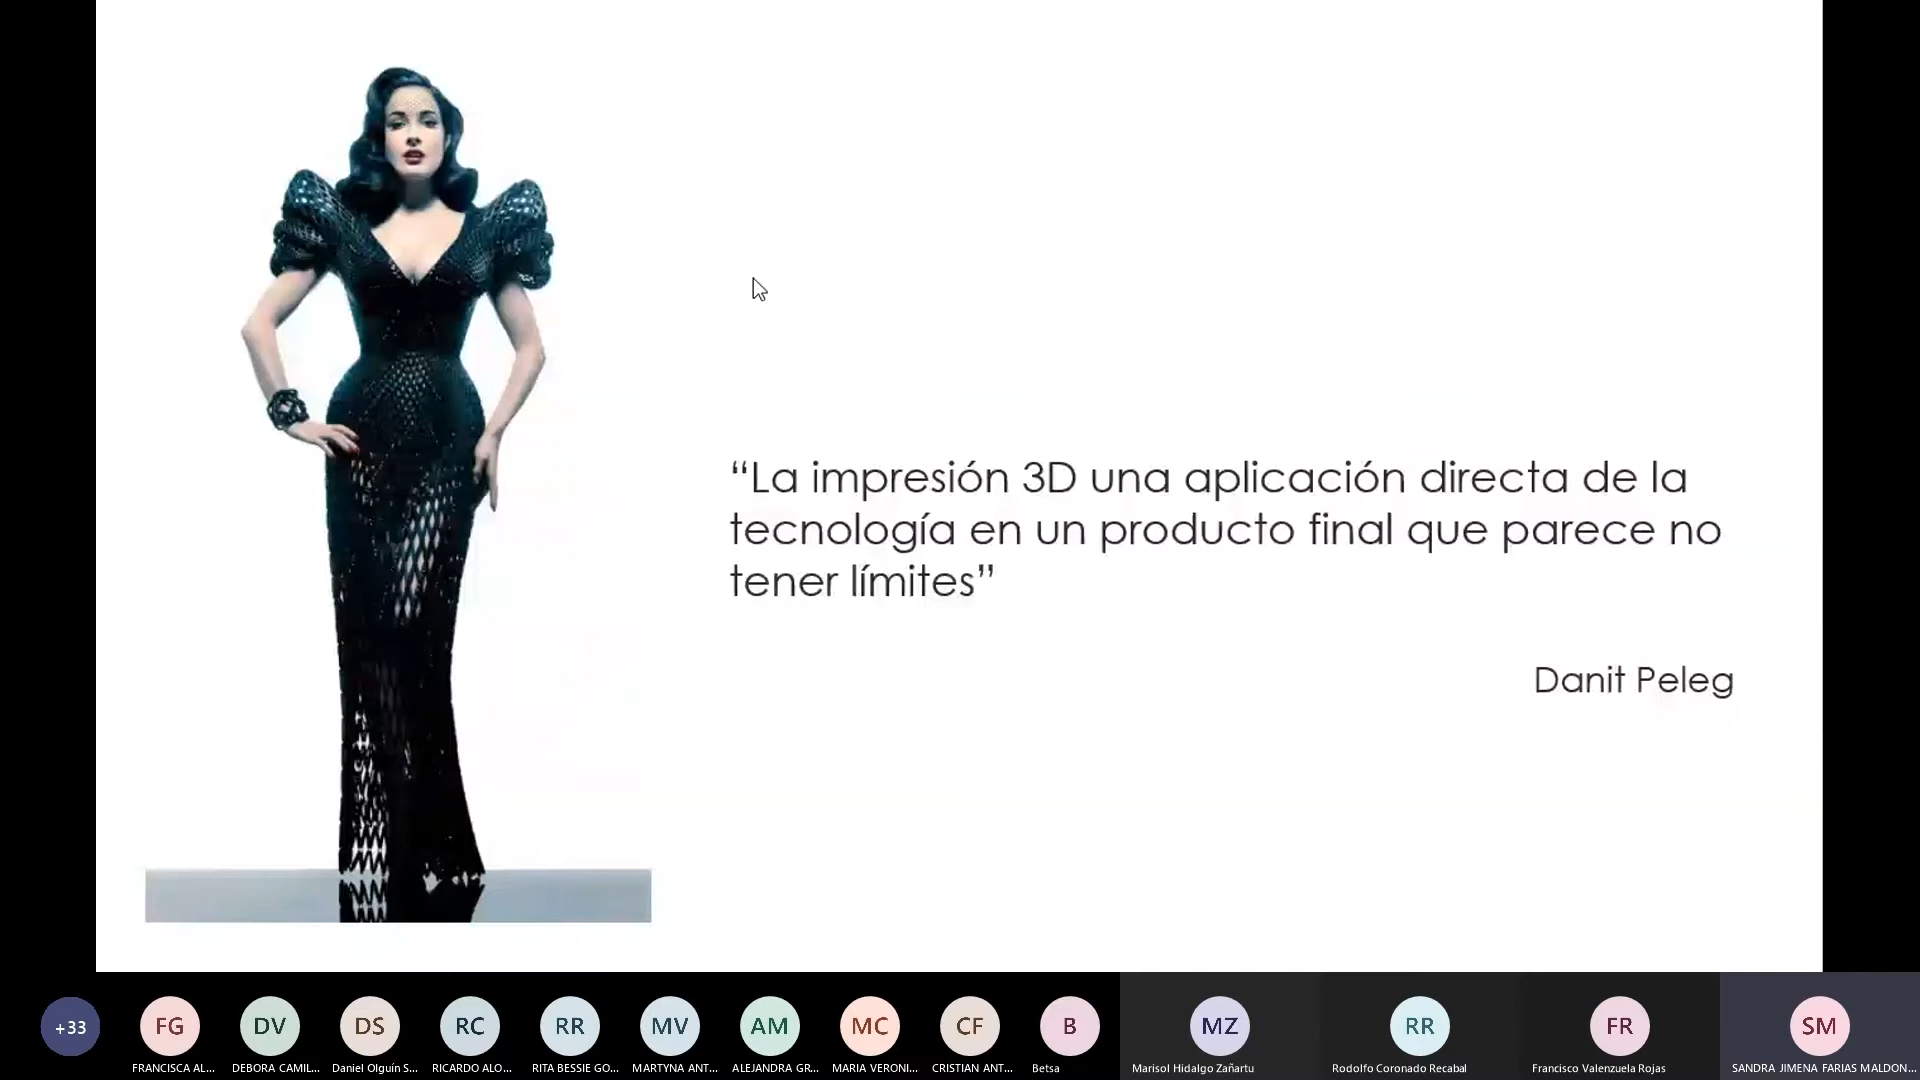 “La impresión 3D una aplicación directa de la
tecnología en un producto final que parece no
tener límites”
Danit Peleg
+33
FG
DV
DS
RC
RR
MV
AM
MC
CF
B
MZ
RR
FR
SM
FRANCISCA AL...
DEBORA CAMIL...
Daniel Olguín S...
RICARDO ALO...
RITA BESSIE GO...
MARTYNA ANT...
ALEJANDRA GR...
MARIA VERONI...
CRISTIAN ANT...
Betsa
Marisol Hidalgo Zañartu
Rodolfo Coronado Recabal
Francisco Valenzuela Rojas
SANDRA JIMENA FARIAS MALDON...